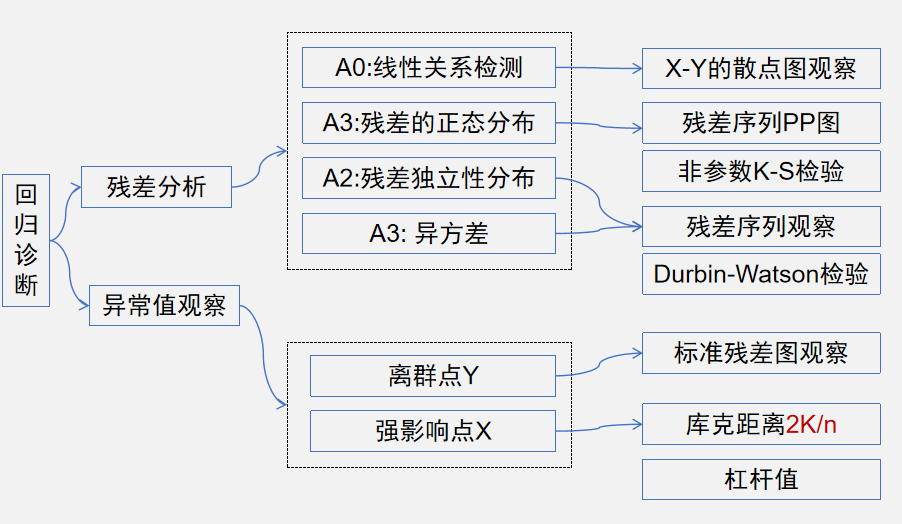 回归诊断
残差分析
异常值观察
A0:线性关系检测
A3:残差的正态分布
A2:残差独立性分布
A3: 异方差
离群点Y
强影响点X
X-Y的散点图观察
残差序列PP图
非参数K-S检验
残差序列观察
Durbin-Watson检验
标准残差图观察
库克距离2K/n
杠杆值